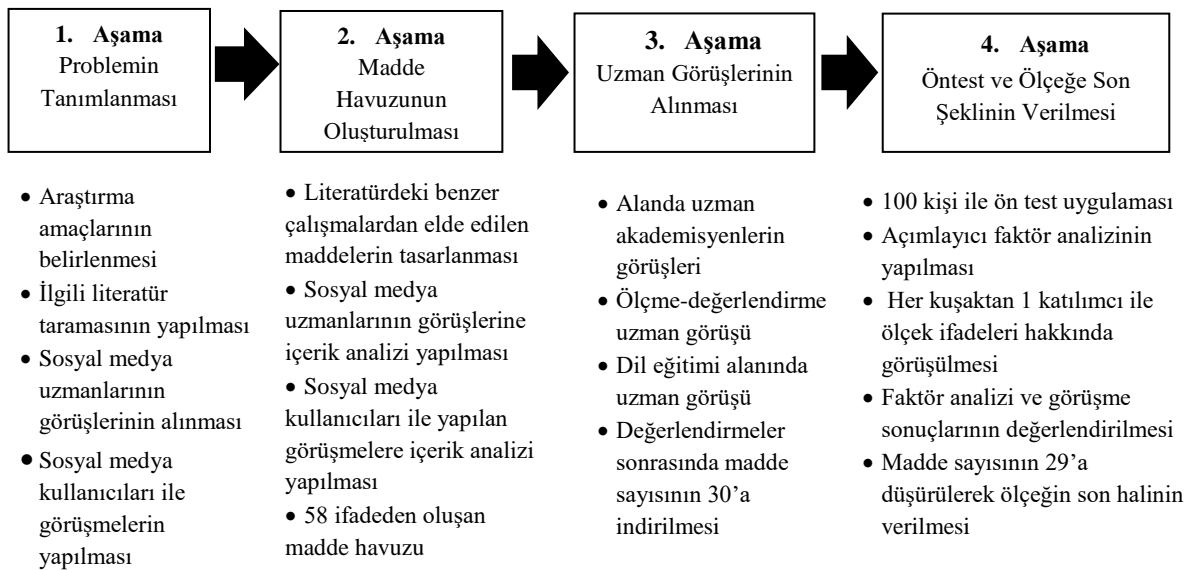 1. Aşama
Problemin
Tanımlanması
2. Aşama
Madde
Havuzunun
Oluşturulması
3. Aşama
Uzman Görüşlerinin
Alınması
4. Aşama
Öntest ve Ölçeğe Son
Şeklinin Verilmesi
• Araştırma
amaçlarının
belirlenmesi
• İlgili literatür
taramasının yapılması
• Sosyal medya
uzmanlarının
görüşlerinin alınması
• Sosyal medya
kullanıcıları ile
görüşmelerin
yapılması
• Literatürdeki benzer
çalışmalardan elde edilen
maddelerin tasarlanması
• Sosyal medya
uzmanlarının görüşlerine
içerik analizi yapılması
• Sosyal medya
kullanıcıları ile yapılan
görüşmelere içerik analizi
yapılması
• 58 ifadeden oluşan
madde havuzu
• Alanda uzman
akademisyenlerin
görüşleri
• Ölçme-değerlendirme
uzman görüşü
• Dil eğitimi alanında
uzman görüşü
• Değerlendirmeler
sonrasında madde
sayısının 30’a
indirilmesi
• 100 kişi ile ön test uygulaması
• Açımlayıcı faktör analizinin
yapılması
• Her kuşaktan 1 katılımcı ile
ölçek ifadeleri hakkında
görüşülmesi
• Faktör analizi ve görüşme
sonuçlarının değerlendirilmesi
• Madde sayısının 29’a
düşürülerek ölçeğin son halinin
verilmesi